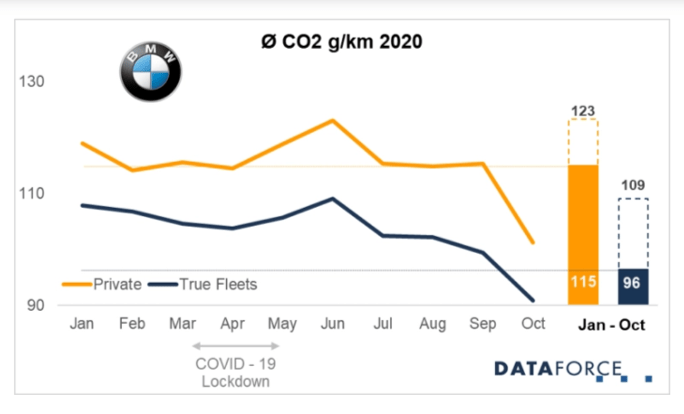 Ø CO2 g/km 2020
BMW
130
110
90
123
109
115
96
Private True Fleets
Jan Feb Mar Apr May Jun Jul Aug Sep Oct Jan - Oct
COVID - 19
Lockdown
DATAFORCE